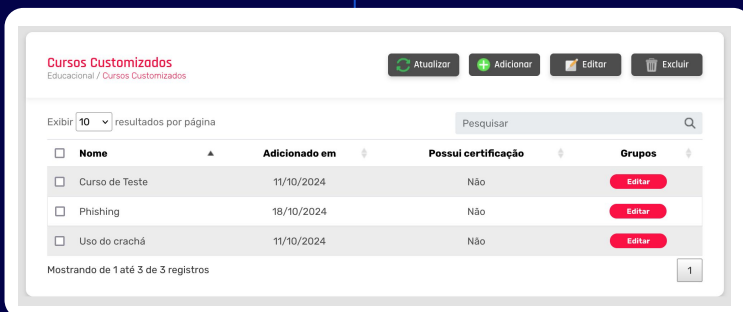 Cursos Customizados
Educacional / Cursos Customizados
Atualizar Adicionar Editar Excluir
Exibir 10 resultados por página Pesquisar
Nome Adicionado em Possui certificação Grupos
Curso de Teste 11/10/2024 Não Editar
Phishing 18/10/2024 Não Editar
Uso do crachá 11/10/2024 Não Editar
Mostrando de 1 até 3 de 3 registros 1